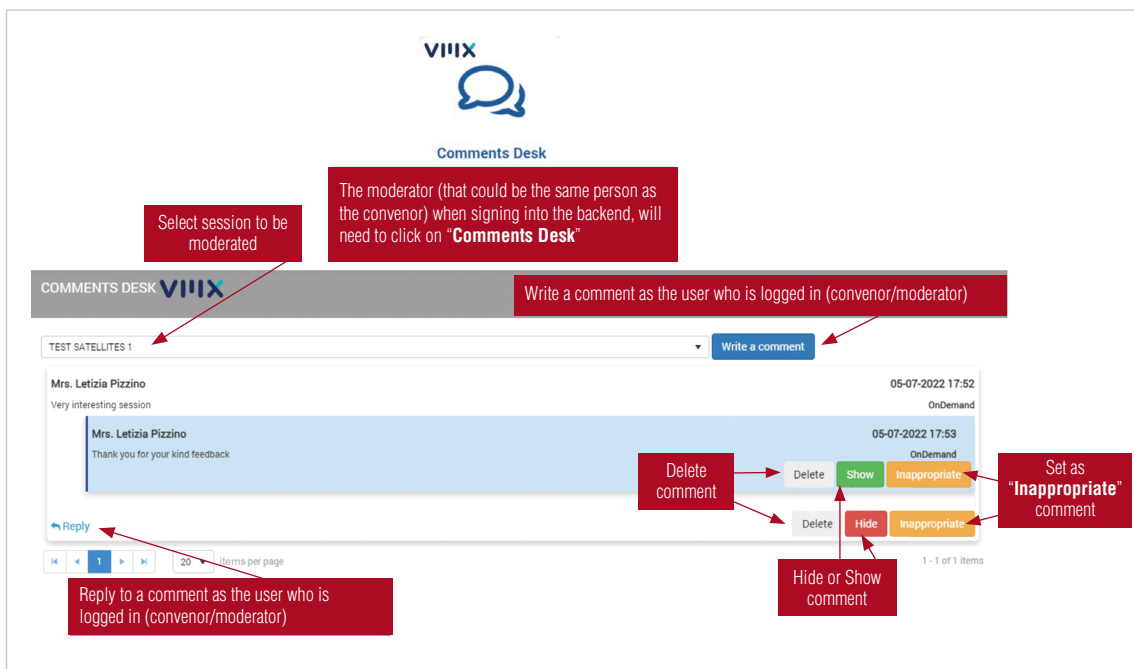 VIIIX
Comments Desk
The moderator (that could be the same person as
the convenor) when signing into the backend, will
need to click on “Comments Desk”
Select session to be
moderated
COMMENTS DESK VIIIX
Write a comment as the user who is logged in (convenor/moderator)
TEST SATELLITES 1
Write a comment
Mrs. Letizia Pizzino 05-07-2022 17:52
Very interesting session OnDemand
Mrs. Letizia Pizzino 05-07-2022 17:53
Thank you for your kind feedback OnDemand
Delete Show Inappropriate
Delete
comment
Set as
“Inappropriate”
comment
Reply Delete Hide Inappropriate
1 20 items per page 1 - 1 of 1 items
Hide or Show
comment
Reply to a comment as the user who is
logged in (convenor/moderator)